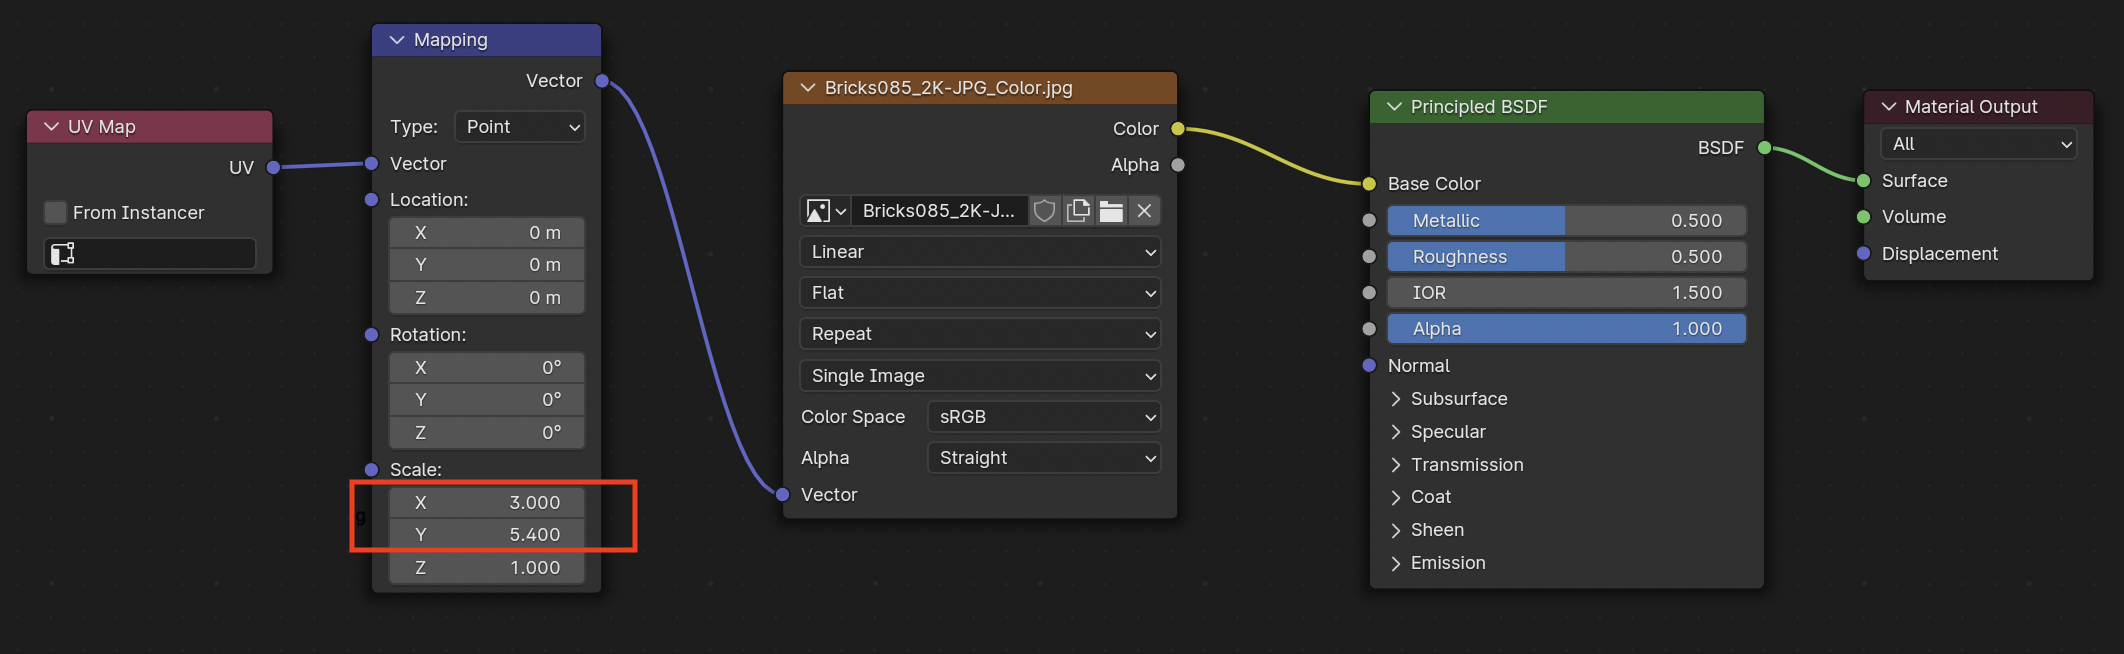 UV Map
UV
From Instancer
Mapping
Vector
Type: Point
Vector
Location:
X 0 m
Y 0 m
Z 0 m
Rotation:
X 0°
Y 0°
Z 0°
Scale:
X 3.000
g
Y 5.400
Z 1.000
Bricks085_2K-JPG_Color.jpg
Color
Alpha
Bricks085_2K-J...
Linear
Flat
Repeat
Single Image
Color Space sRGB
Alpha Straight
Vector
Principled BSDF
BSDF
Base Color
Metallic 0.500
Roughness 0.500
IOR 1.500
Alpha 1.000
Normal
Subsurface
Specular
Transmission
Coat
Sheen
Emission
Material Output
All
Surface
Volume
Displacement